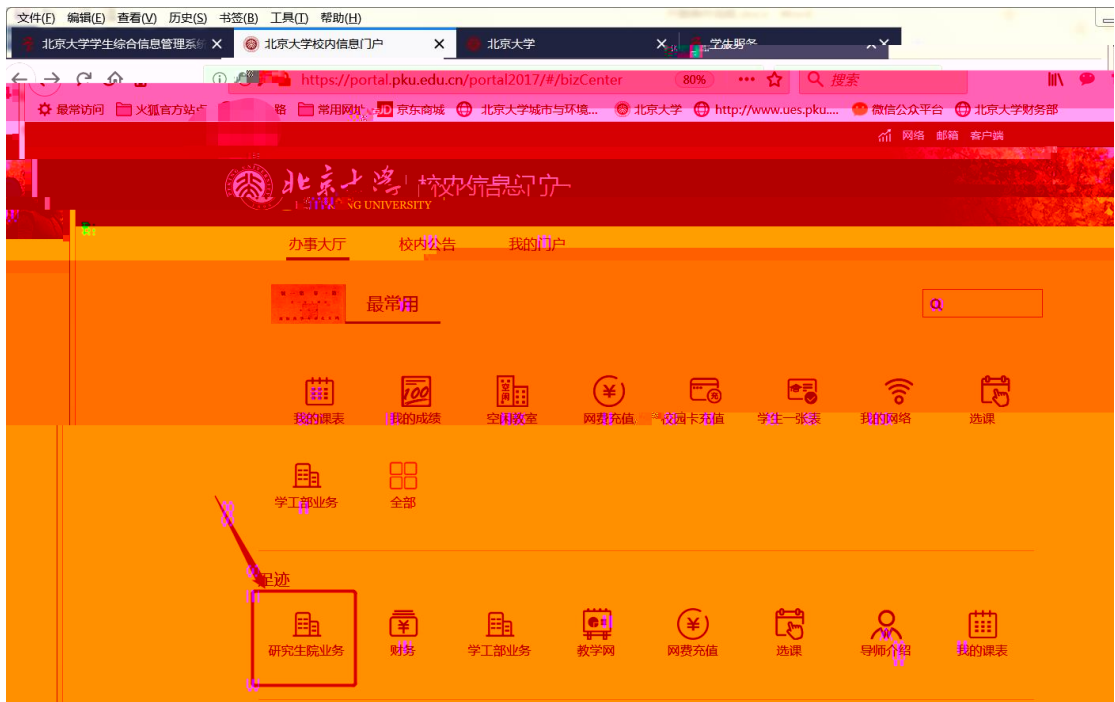 文件(F) 编辑(E) 查看(V) 历史(S) 书签(B) 工具(T) 帮助(H)
北京大学学生综合信息管理系统 北京大学校内信息门户 北京大学 学生服务
https://portal.pku.edu.cn/portal2017/#/bizCenter 80% 搜索
最常访问 火狐官方站点 常用网址 JD 京东商城 北京大学城市与环境... 北京大学 http://www.ues.pku.... 微信公众平台 北京大学财务部
网络 邮箱 客户端
北京大学 校内信息门户
UNIVERSITY
办事大厅 校内公告 我的门户
最常用
我的课表 我的成绩 空闲教室 网费充值 校园卡充值 学生一张表 我的网络 选课
学工部业务 全部
足迹
研究生院业务 财务 学工部业务 教学网 网费充值 选课 导师介绍 我的课表